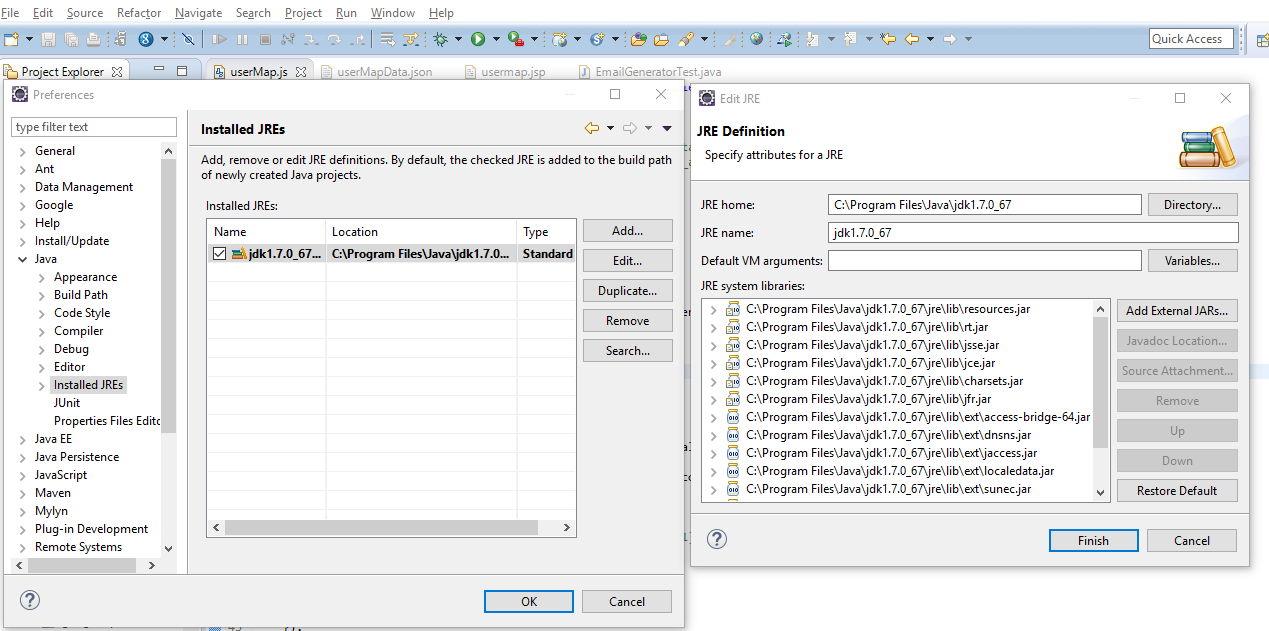 File Edit Source Refactor Navigate Search Project Run Window Help
Quick Access
Project Explorer
userMap.js
userMapData.json
usermap.jsp
EmailGeneratorTest.java
Preferences
type filter text
General
Ant
Data Management
Google
Help
Install/Update
Java
Appearance
Build Path
Code Style
Compiler
Debug
Editor
Installed JREs
JUnit
Properties Files Edito
Java EE
Java Persistence
JavaScript
Maven
Mylyn
Plug-in Development
Remote Systems
Installed JREs
Add, remove or edit JRE definitions. By default, the checked JRE is added to the build path
of newly created Java projects.
Installed JREs:
Name Location Type
jdk1.7.0_67... C:\Program Files\Java\jdk1.7.0... Standard
Add...
Edit...
Duplicate...
Remove
Search...
OK
Cancel
Edit JRE
JRE Definition
Specify attributes for a JRE
JRE home: C:\Program Files\Java\jdk1.7.0_67 Directory...
JRE name: jdk1.7.0_67
Default VM arguments: Variables...
JRE system libraries:
C:\Program Files\Java\jdk1.7.0_67\jre\lib\resources.jar
C:\Program Files\Java\jdk1.7.0_67\jre\lib\rt.jar
C:\Program Files\Java\jdk1.7.0_67\jre\lib\jsse.jar
C:\Program Files\Java\jdk1.7.0_67\jre\lib\jce.jar
C:\Program Files\Java\jdk1.7.0_67\jre\lib\charsets.jar
C:\Program Files\Java\jdk1.7.0_67\jre\lib\jfr.jar
C:\Program Files\Java\jdk1.7.0_67\jre\lib\ext\access-bridge-64.jar
C:\Program Files\Java\jdk1.7.0_67\jre\lib\ext\dnsns.jar
C:\Program Files\Java\jdk1.7.0_67\jre\lib\ext\jaccess.jar
C:\Program Files\Java\jdk1.7.0_67\jre\lib\ext\localedata.jar
C:\Program Files\Java\jdk1.7.0_67\jre\lib\ext\sunec.jar
Add External JARs...
Javadoc Location...
Source Attachment...
Remove
Up
Down
Restore Default
Finish
Cancel